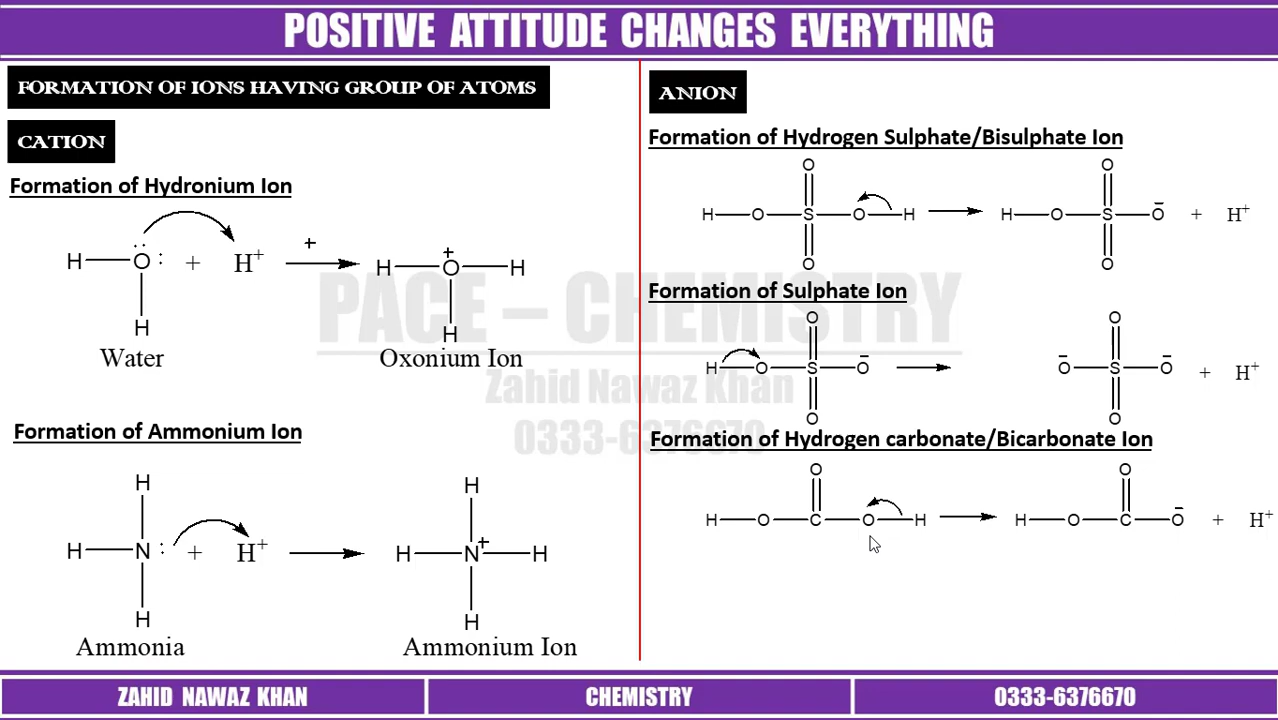 POSITIVE ATTITUDE CHANGES EVERYTHING
FORMATION OF IONS HAVING GROUP OF ATOMS
CATION
Formation of Hydronium Ion
H O : + H+ + H O+ H
H H
Water Oxonium Ion
Formation of Ammonium Ion
H H
H N : + H+ H N+ H
H H
Ammonia Ammonium Ion
ANION
Formation of Hydrogen Sulphate/Bisulphate Ion
O O
H O S O H H O S O- + H+
O O
Formation of Sulphate Ion
O O
H O S O- O- S O- + H+
O O
Formation of Hydrogen carbonate/Bicarbonate Ion
O O
H O C O H H O C O- + H+
PACE – CHEMISTRY
Zahid Nawaz Khan
0333-6376670
ZAHID NAWAZ KHAN CHEMISTRY 0333-6376670